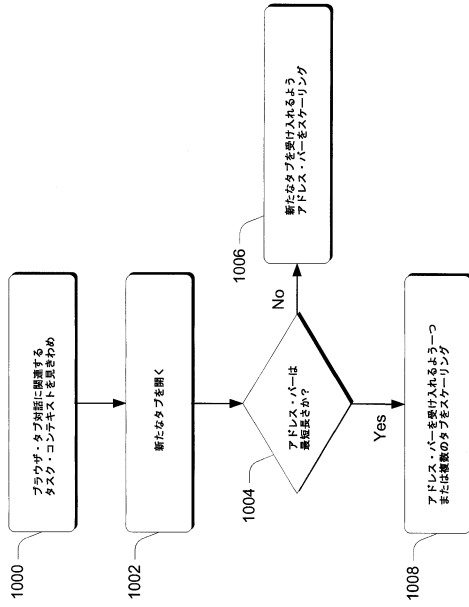 1000
ブラウザ・タブ対話に関連する
タスク・コンテキストを見きわめ
1002
新たなタブを開く
1004
アドレス・バーは
最短長さか?
No
1006
新たなタブを受け入れるよう
アドレス・バーをスケーリング
Yes
1008
アドレス・バーを受け入れるよう一つ
または複数のタブをスケーリング